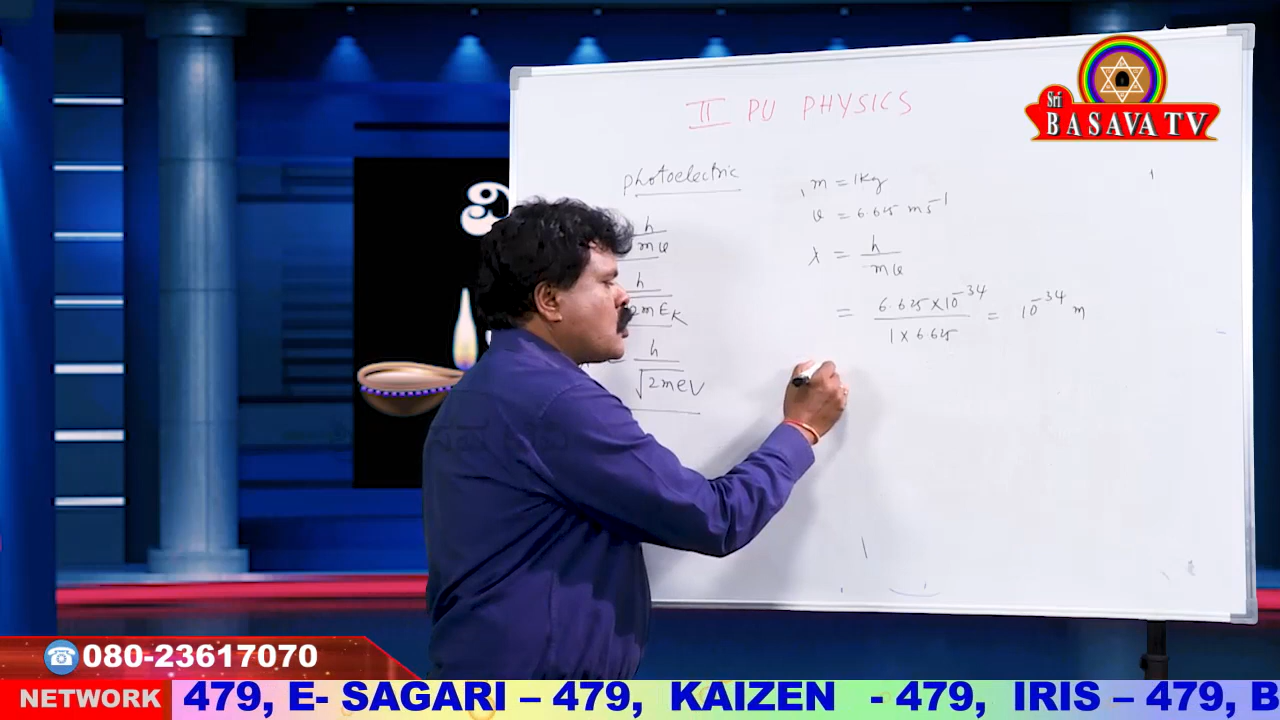 Sri
BASAVA TV
II PU PHYSICS
photoelectric
h
mv
h
2mEK
h
√2meV
m = 1kg
v = 6.625 ms⁻¹
λ = h
mv
= 6.625 × 10⁻³⁴ = 10⁻³⁴ m
1 × 6.625
వి
080-23617070
NETWORK 479, E- SAGARI – 479, KAIZEN - 479, IRIS – 479, B